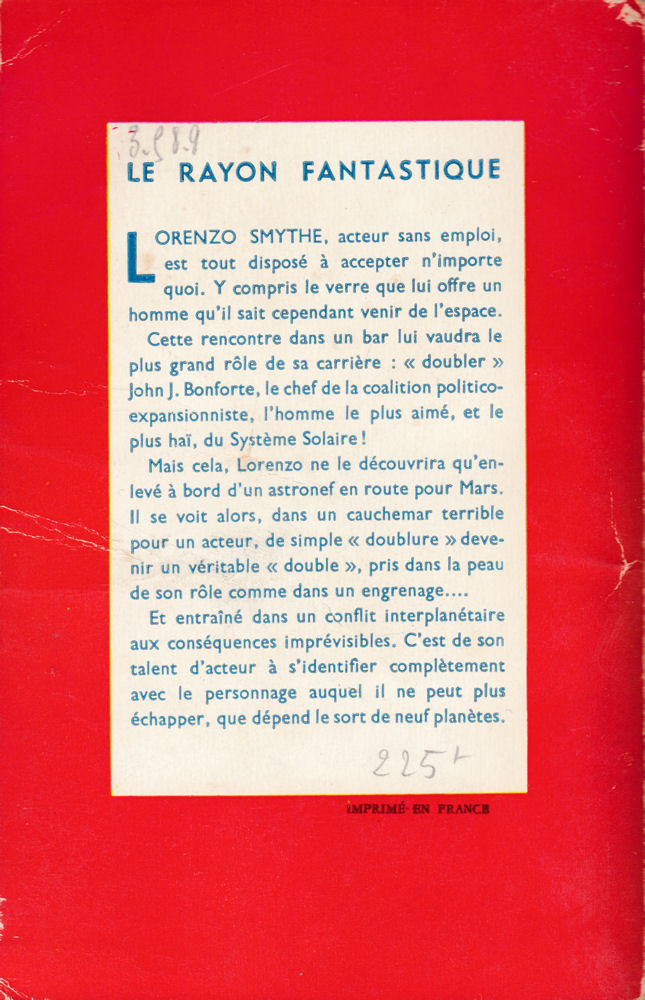 3.989
LE RAYON FANTASTIQUE
LORENZO SMYTHE, acteur sans emploi,
est tout disposé à accepter n'importe
quoi. Y compris le verre que lui offre un
homme qu'il sait cependant venir de l'espace.
Cette rencontre dans un bar lui vaudra le
plus grand rôle de sa carrière : « doubler »
John J. Bonforte, le chef de la coalition politico-
expansionniste, l'homme le plus aimé, et le
plus haï, du Système Solaire !
Mais cela, Lorenzo ne le découvrira qu'en-
levé à bord d'un astronef en route pour Mars.
Il se voit alors, dans un cauchemar terrible
pour un acteur, de simple « doublure » deve-
nir un véritable « double », pris dans la peau
de son rôle comme dans un engrenage....
Et entraîné dans un conflit interplanétaire
aux conséquences imprévisibles. C'est de son
talent d'acteur à s'identifier complètement
avec le personnage auquel il ne peut plus
échapper, que dépend le sort de neuf planètes.
225+
IMPRIMÉ EN FRANCE